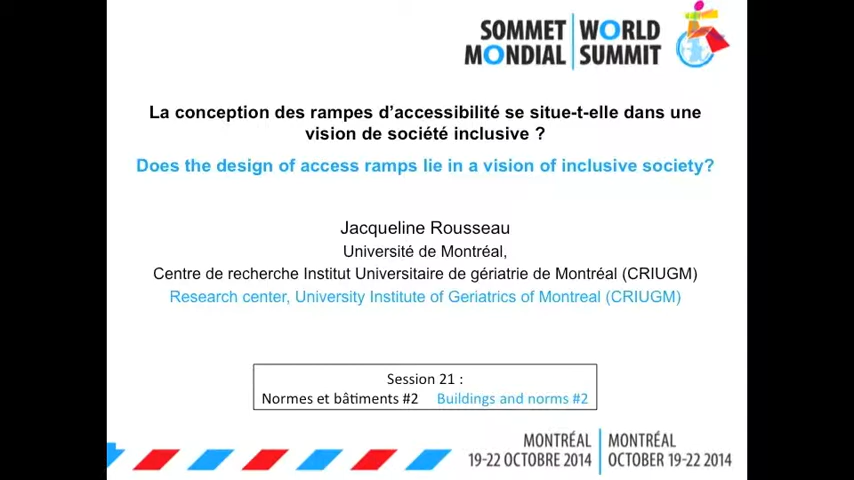 SOMMET WORLD
MONDIAL SUMMIT
La conception des rampes d'accessibilité se situe-t-elle dans une
vision de société inclusive ?
Does the design of access ramps lie in a vision of inclusive society?
Jacqueline Rousseau
Université de Montréal,
Centre de recherche Institut Universitaire de gériatrie de Montréal (CRIUGM)
Research center, University Institute of Geriatrics of Montreal (CRIUGM)
Session 21 :
Normes et bâtiments #2 Buildings and norms #2
MONTRÉAL MONTRÉAL
19-22 OCTOBRE 2014 OCTOBER 19-22 2014